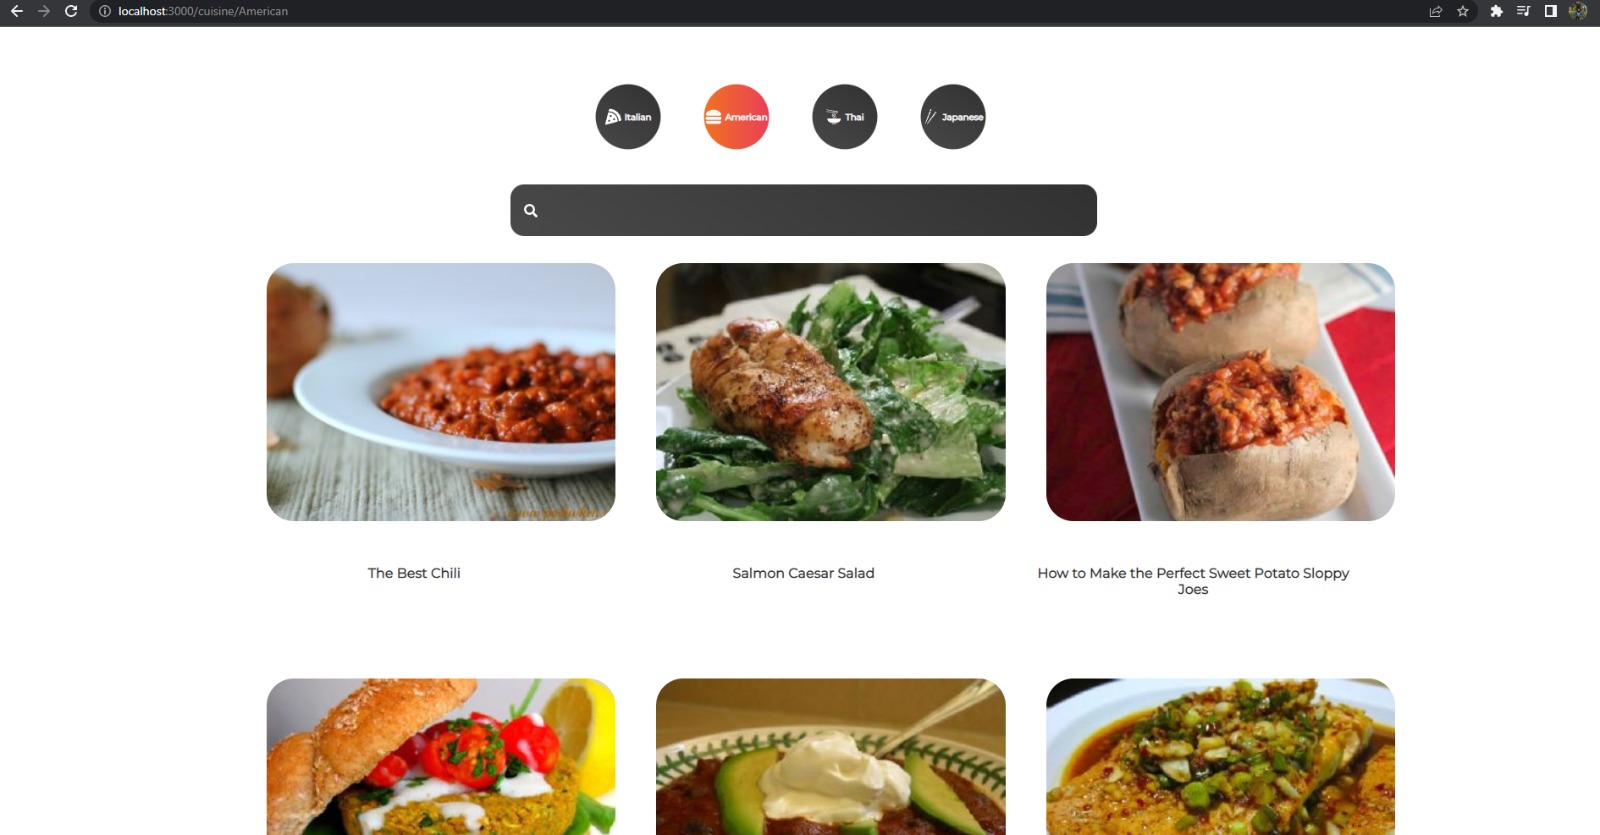 localhost:3000/cuisine/American
Italian
American
Thai
Japanese
The Best Chili
Salmon Caesar Salad
How to Make the Perfect Sweet Potato Sloppy
Joes